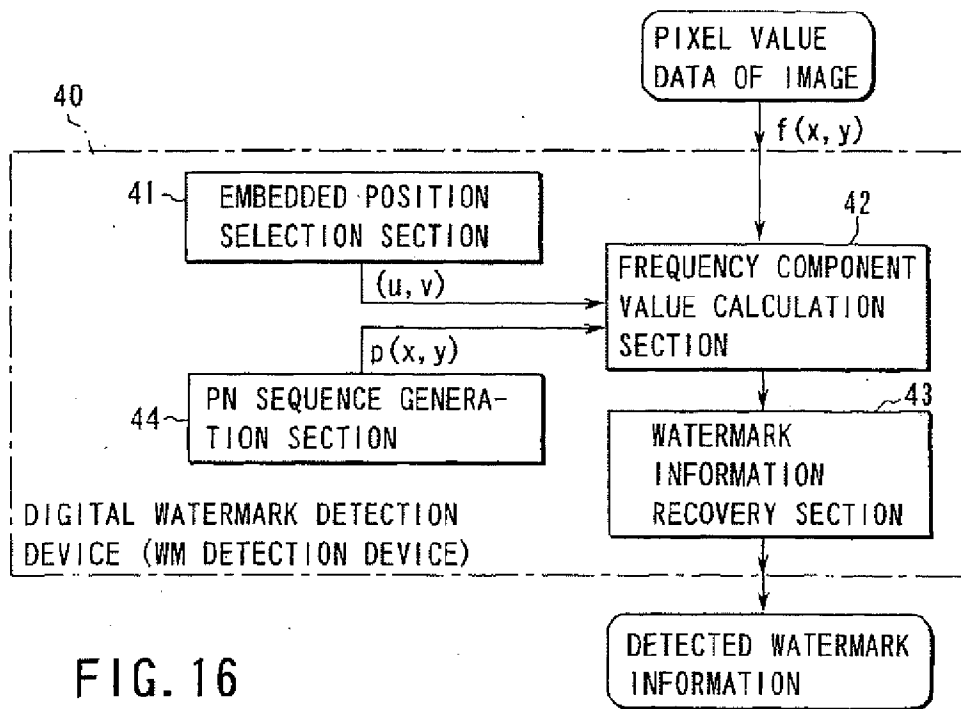 PIXEL VALUE
DATA OF IMAGE
40
f(x,y)
41
EMBEDDED POSITION
SELECTION SECTION
(u,v)
42
FREQUENCY COMPONENT
VALUE CALCULATION
SECTION
p(x,y)
44
PN SEQUENCE GENERA-
TION SECTION
43
WATERMARK
INFORMATION
RECOVERY SECTION
DIGITAL WATERMARK DETECTION
DEVICE (WM DETECTION DEVICE)
DETECTED WATERMARK
INFORMATION
FIG. 16